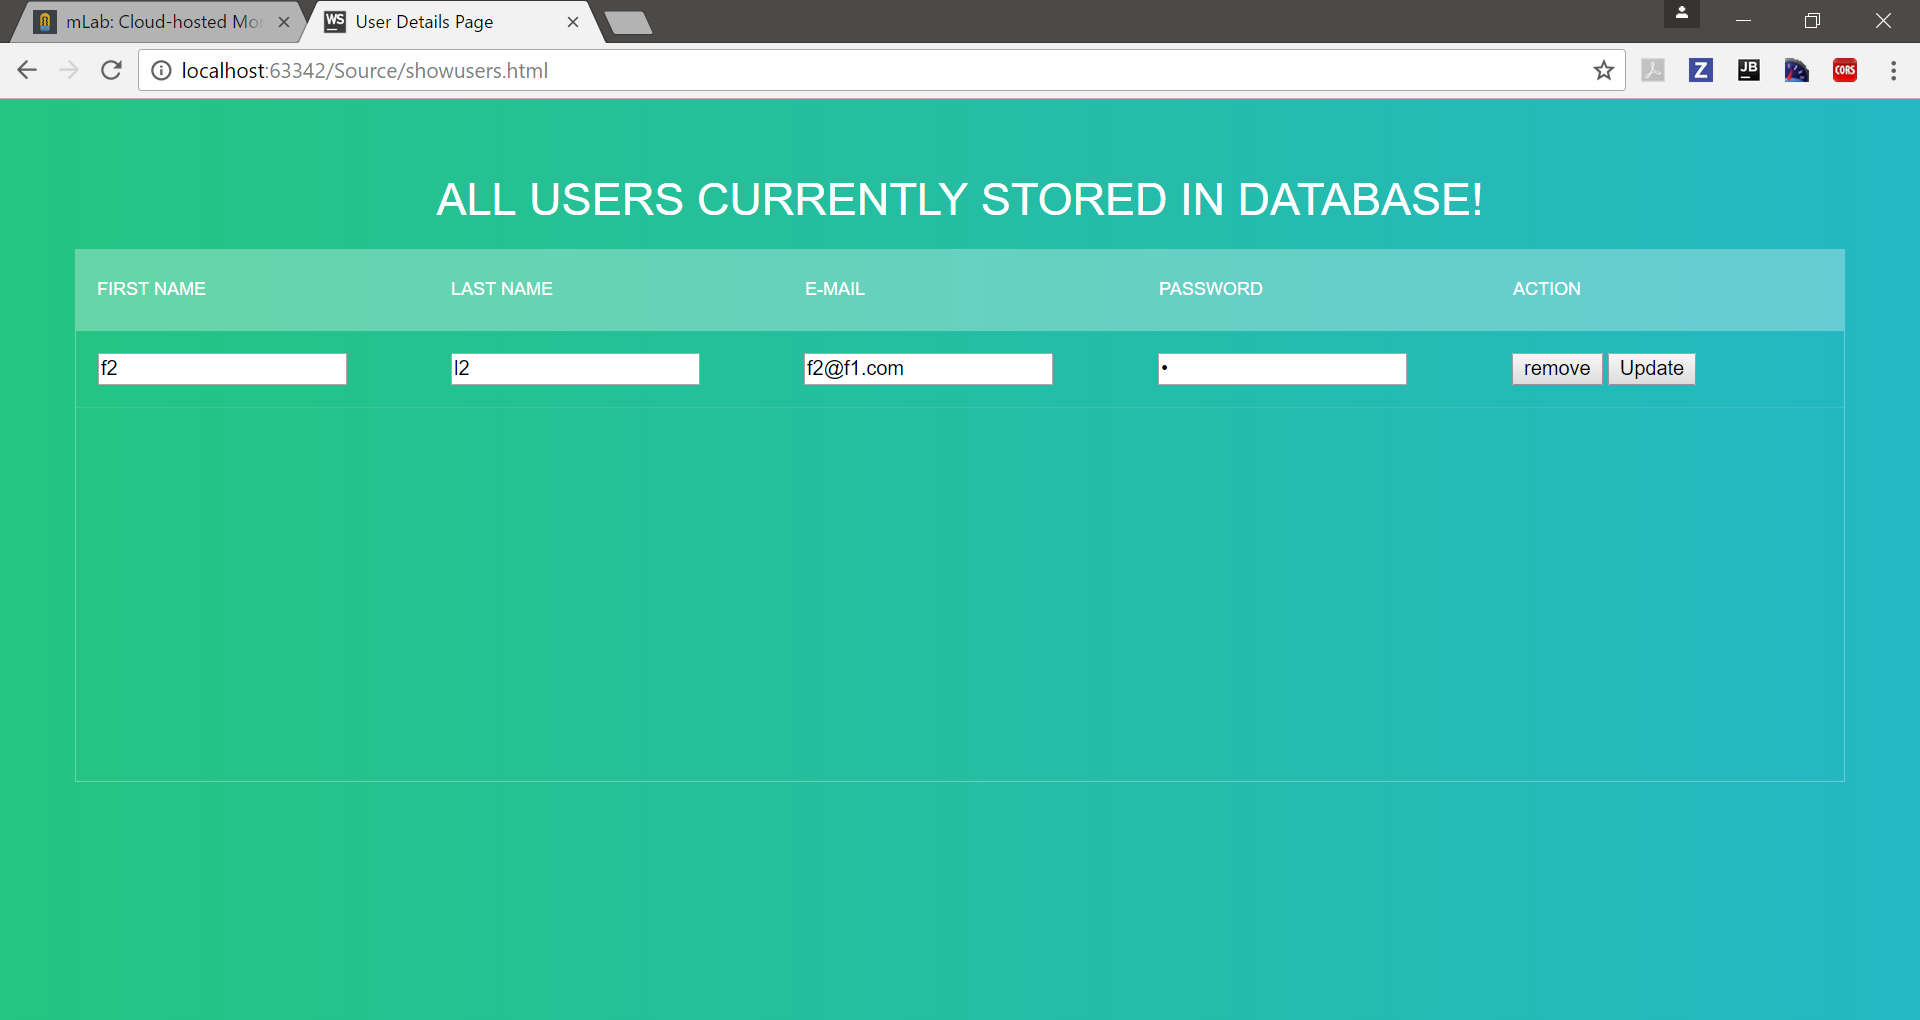 mLab: Cloud-hosted Mon
WS User Details Page
localhost:63342/Source/showusers.html
Z JB CORS
ALL USERS CURRENTLY STORED IN DATABASE!
FIRST NAME LAST NAME E-MAIL PASSWORD ACTION
f2 l2 f2@f1.com • remove Update